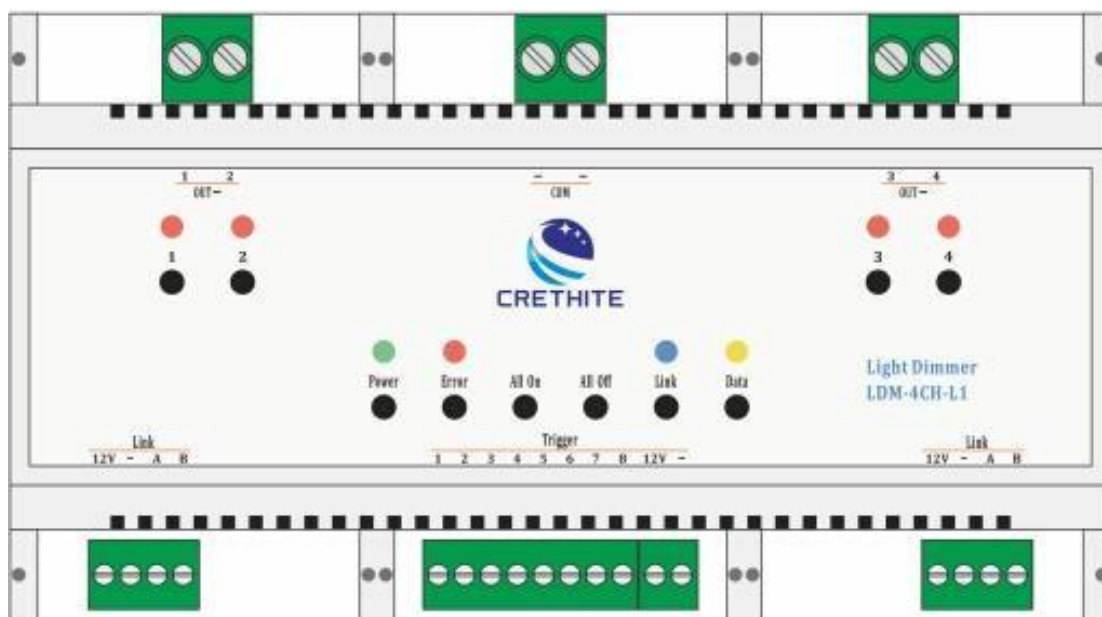 1 2
OUT−
− −
COM
3 4
OUT−
1 2
3 4
CRETHITE
Power Error All On All Off Link Data
Light Dimmer
LDM-4CH-L1
Link
12V − A B
Trigger
1 2 3 4 5 6 7 8 12V −
Link
12V − A B